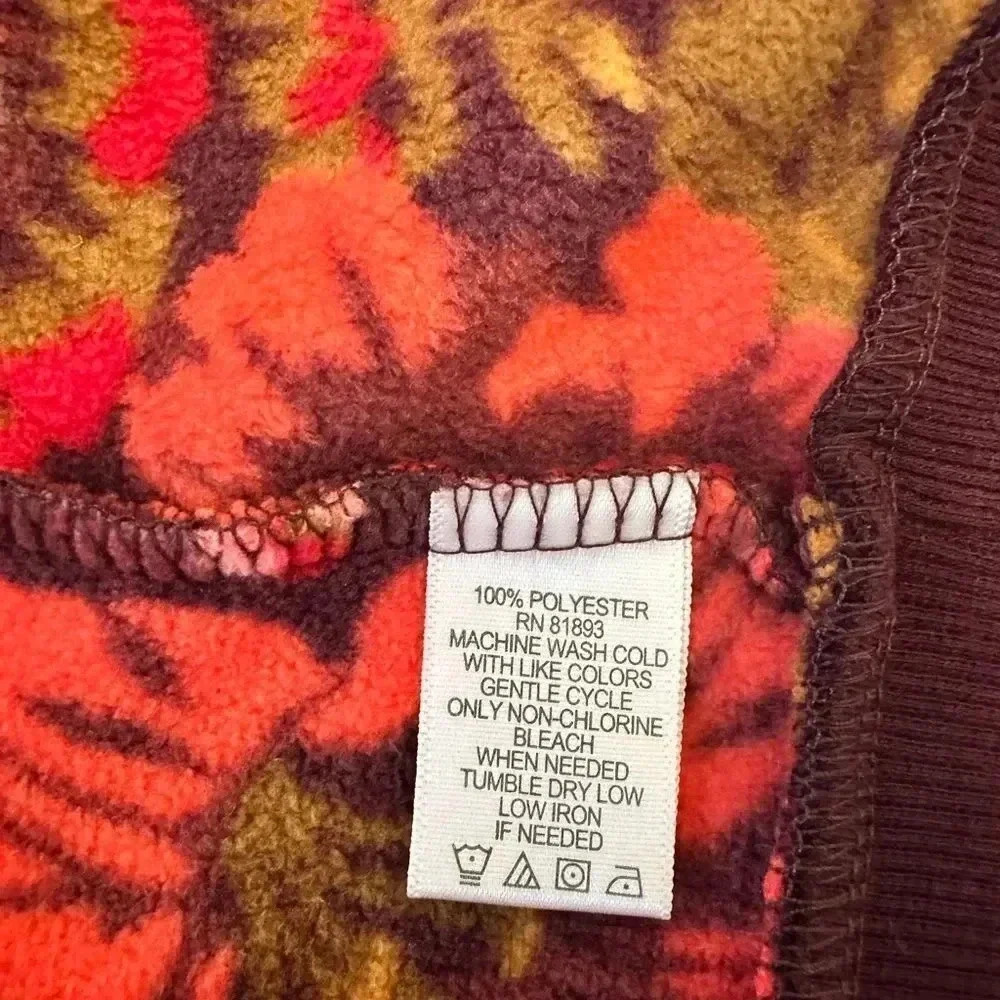 100% POLYESTER
RN 81893
MACHINE WASH COLD
WITH LIKE COLORS
GENTLE CYCLE
ONLY NON-CHLORINE
BLEACH
WHEN NEEDED
TUMBLE DRY LOW
LOW IRON
IF NEEDED